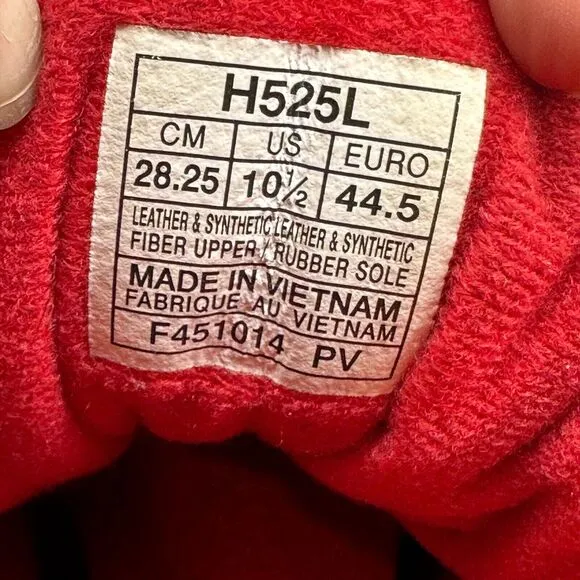 H525L
CM US EURO
28.25 10½ 44.5
LEATHER & SYNTHETIC LEATHER & SYNTHETIC
FIBER UPPER / RUBBER SOLE
MADE IN VIETNAM
FABRIQUE AU VIETNAM
F451014 PV